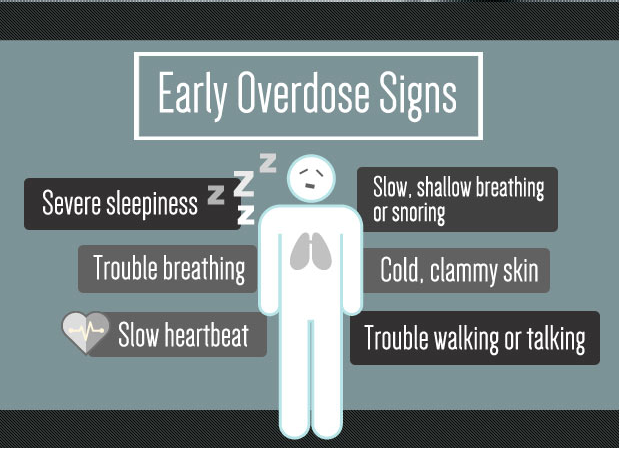 Early Overdose Signs
Severe sleepiness
z z z z
Slow, shallow breathing
or snoring
Trouble breathing
Cold, clammy skin
Slow heartbeat
Trouble walking or talking